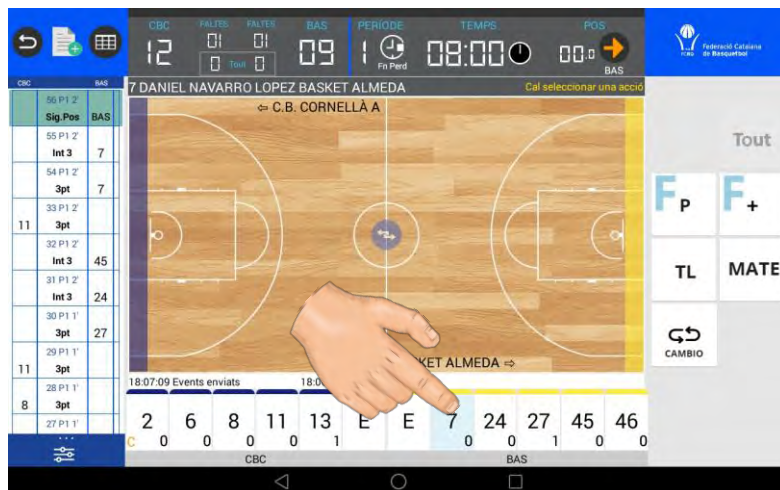 CBC FALTES FALTES BAS PERÍODE TEMPS POS
12 01 01 09 1 Fn Perd 08:00 00.0
0 Tout 0
BAS
FCBQ Federació Catalana
de Basquetbol
CBC BAS
7 DANIEL NAVARRO LOPEZ BASKET ALMEDA Cal seleccionar una acció
⇦ C.B. CORNELLÀ A
56 P1 2'
Sig.Pos BAS
55 P1 2'
Int 3 7
54 P1 2'
3pt 7
33 P1 2'
11 3pt
32 P1 2'
Int 3 45
31 P1 2'
Int 3 24
30 P1 1'
3pt 27
29 P1 1'
11 3pt
28 P1 1'
8 3pt
27 P1 1'
Tout
F P F +
TL MATE
CAMBIO
KET ALMEDA ⇨
18:07:09 Events enviats 18:0
2 6 8 11 13 E E 7 24 27 45 46
C 0 0 0 0 1 0 0 1 0 0
CBC BAS